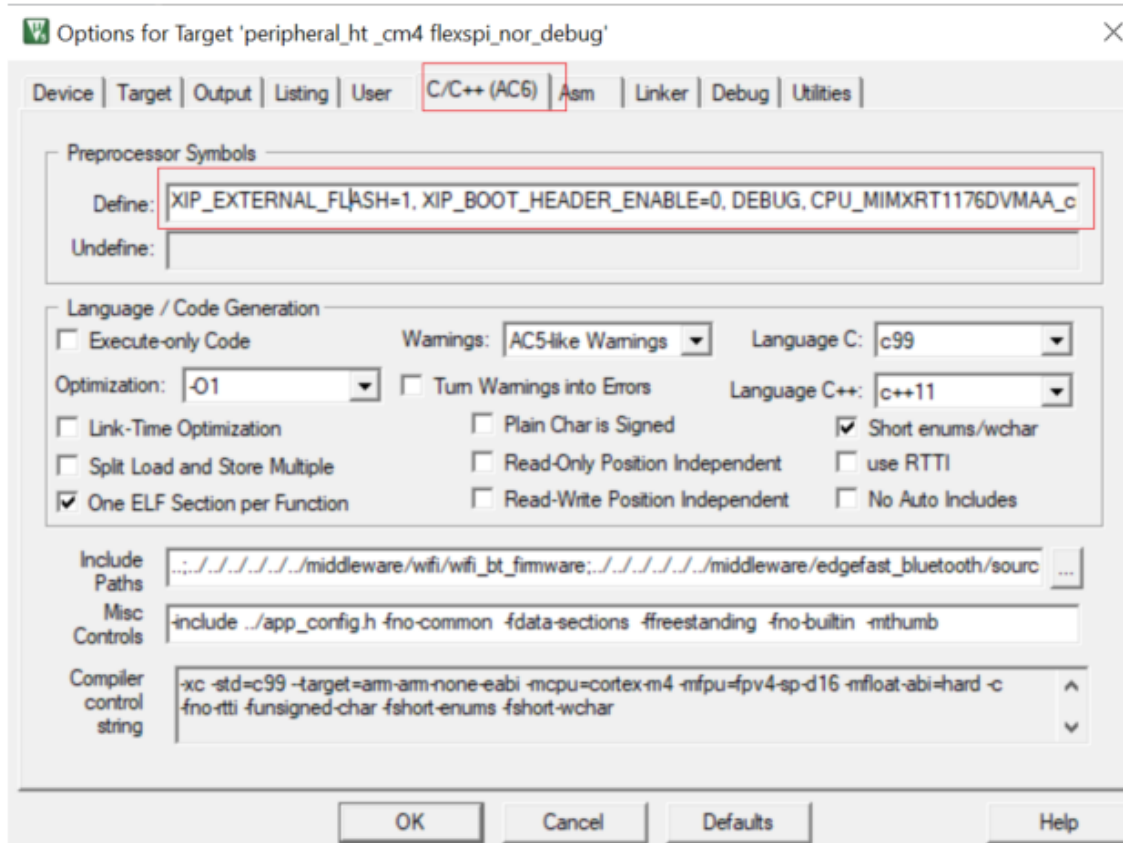 Options for Target 'peripheral_ht _cm4 flexspi_nor_debug'
Device Target Output Listing User C/C++ (AC6) Asm Linker Debug Utilities
Preprocessor Symbols
Define: XIP_EXTERNAL_FLASH=1, XIP_BOOT_HEADER_ENABLE=0, DEBUG, CPU_MIMXRT1176DVMAA_c
Undefine:
Language / Code Generation
Execute-only Code Warnings: AC5-like Warnings Language C: c99
Optimization: -O1 Turn Warnings into Errors Language C++: c++11
Link-Time Optimization Plain Char is Signed Short enums/wchar
Split Load and Store Multiple Read-Only Position Independent use RTTI
One ELF Section per Function Read-Write Position Independent No Auto Includes
Include Paths ..;../../../../../../middleware/wifi/wifi_bt_firmware;../../../../../../middleware/edgefast_bluetooth/sourc ...
Misc Controls -include ../app_config.h -fno-common -fdata-sections -ffreestanding -fno-builtin -mthumb
Compiler control string -xc -std=c99 --target=arm-arm-none-eabi -mcpu=cortex-m4 -mfpu=fpv4-sp-d16 -mfloat-abi=hard -c
-fno-rtti -funsigned-char -fshort-enums -fshort-wchar
OK Cancel Defaults Help